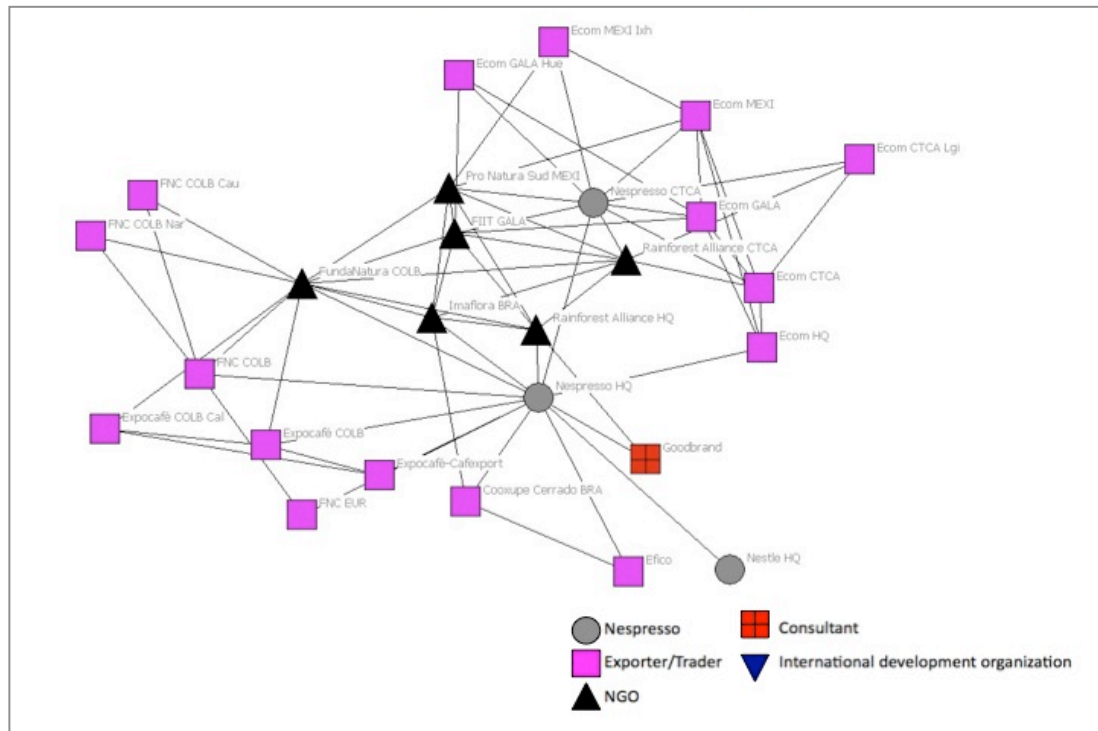 Ecom MEXI Ixh
Ecom GALA Hue
Ecom MEXI
Ecom CTCA Lgi
Pro Natura Sud MEXI
Nespresso CTCA
FNC COLB Cau
Ecom GALA
FNC COLB Nar
FIIT GALA
Rainforest Alliance CTCA
FundaNatura COLB
Ecom CTCA
Imaflora BRA
Rainforest Alliance HQ
Ecom HQ
FNC COLB
Nespresso HQ
Expocafè COLB Cal
Expocafè COLB
Goodbrand
Expocafè-Cafexport
Cooxupe Cerrado BRA
FNC EUR
Efico
Nestle HQ
Nespresso
Consultant
Exporter/Trader
International development organization
NGO